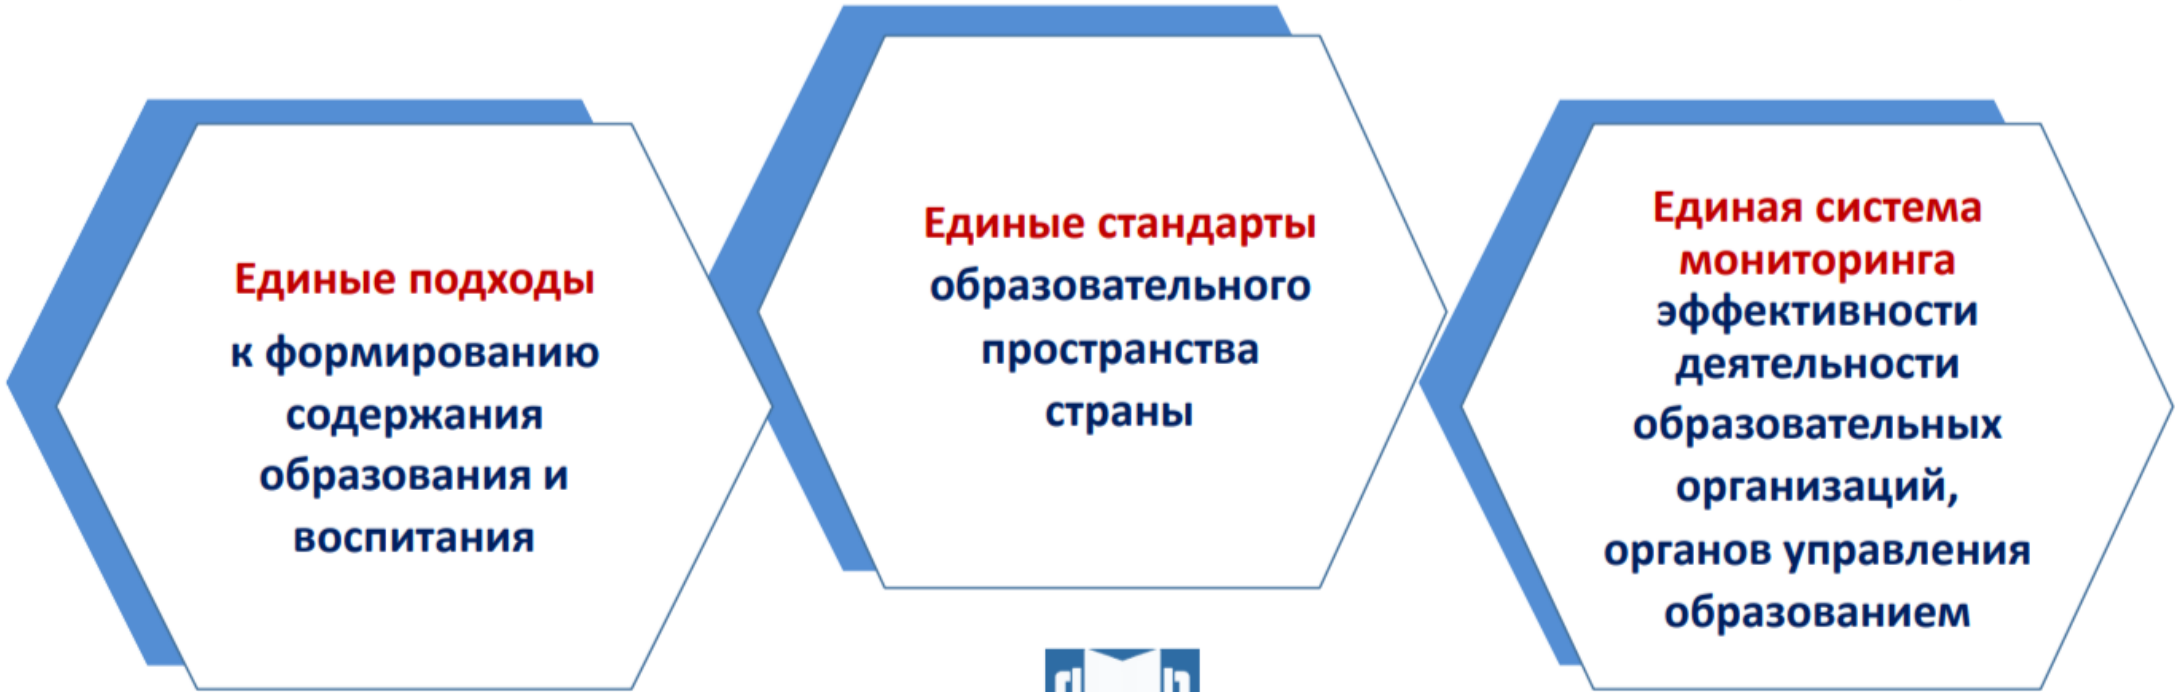 Единые подходы
к формированию
содержания
образования и
воспитания
Единые стандарты
образовательного
пространства
страны
Единая система
мониторинга
эффективности
деятельности
образовательных
организаций,
органов управления
образованием